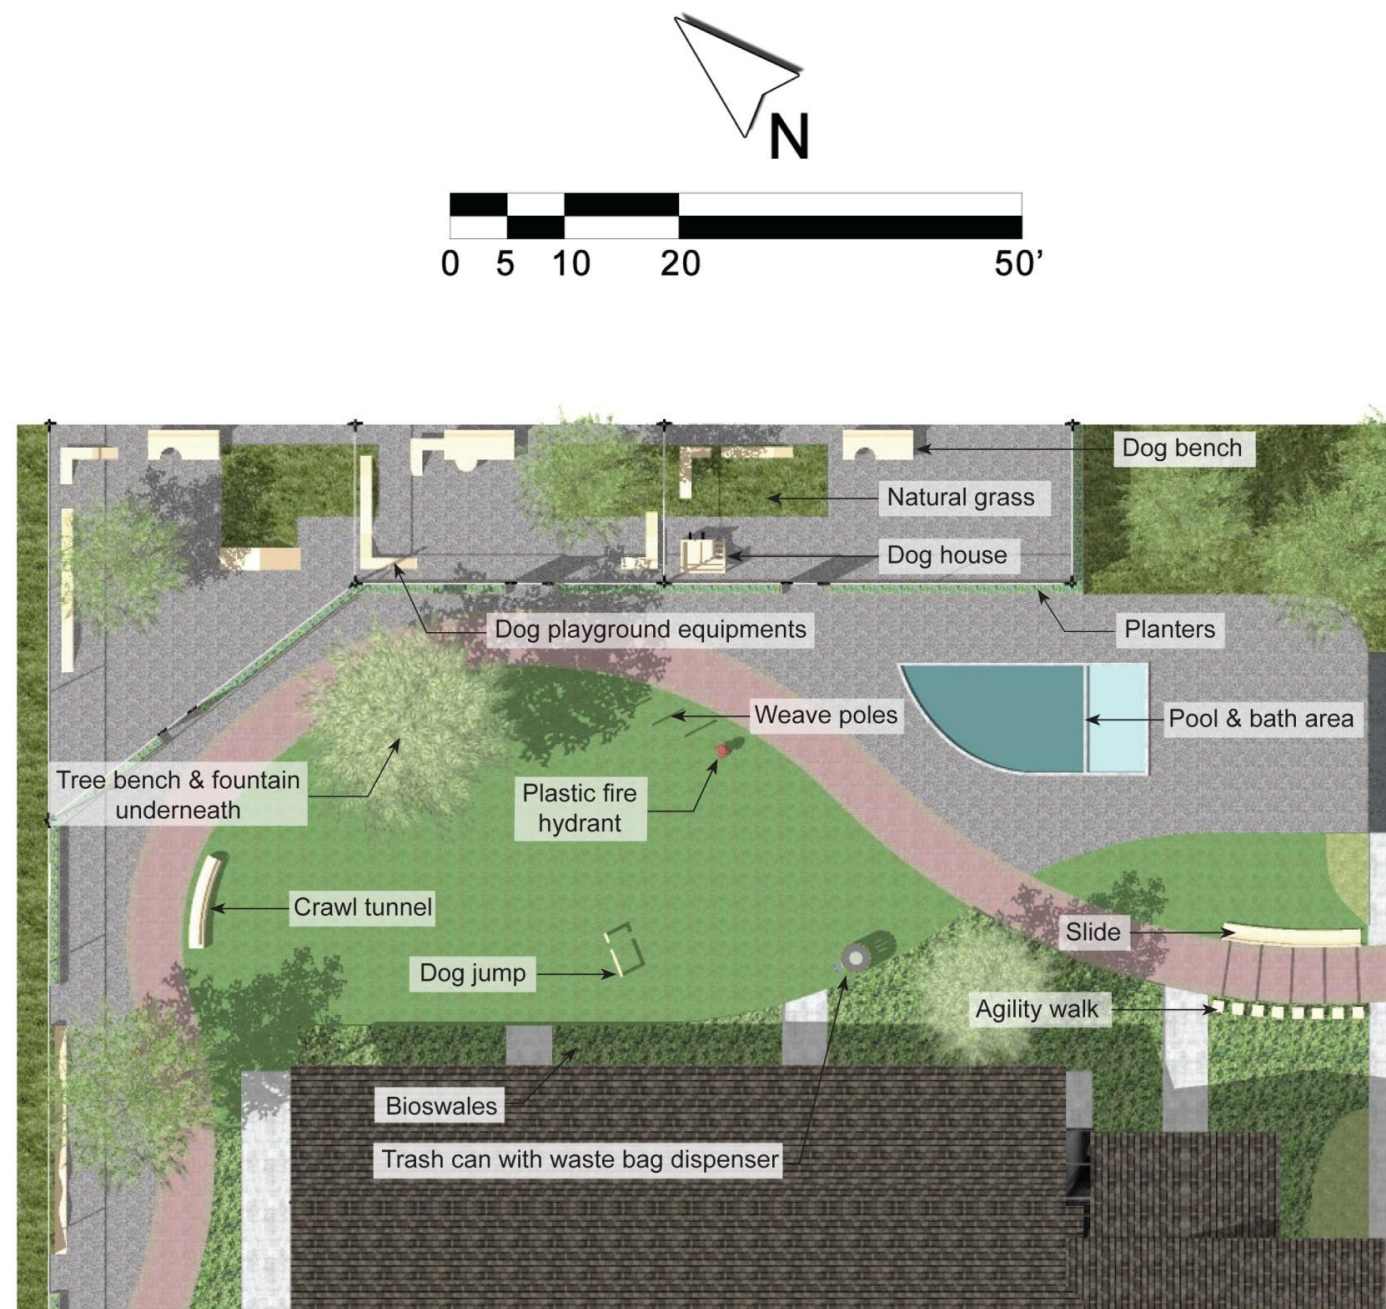 N
0 5 10 20 50’
Dog bench
Natural grass
Dog house
Dog playground equipments
Planters
Weave poles
Pool & bath area
Tree bench & fountain
underneath
Plastic fire
hydrant
Crawl tunnel
Slide
Dog jump
Agility walk
Bioswales
Trash can with waste bag dispenser